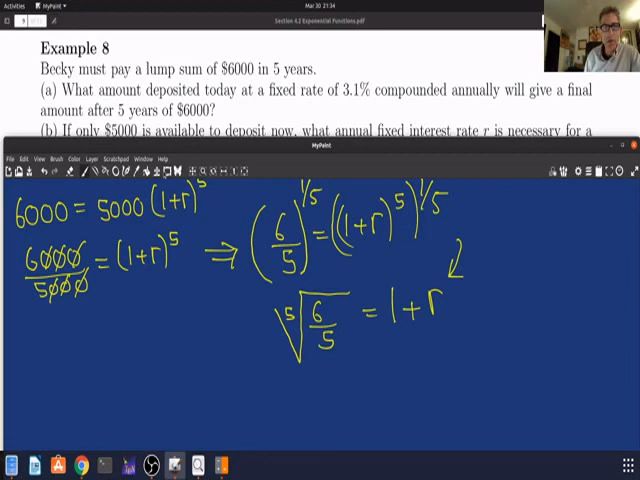 Activities MyPaint Mar 30 21:34
Section 4.2 Exponential Functions.pdf
Example 8
Becky must pay a lump sum of $6000 in 5 years.
(a) What amount deposited today at a fixed rate of 3.1% compounded annually will give a final
amount after 5 years of $6000?
(b) If only $5000 is available to deposit now, what annual fixed interest rate r is necessary for a
MyPaint
File Edit View Brush Color Layer Scratchpad Window Help
6000 = 5000 (1+r)^5
6000/5000 = (1+r)^5 ⇒ (6/5)^1/5 = ((1+r)^5)^1/5
⁵√(6/5) = 1+r